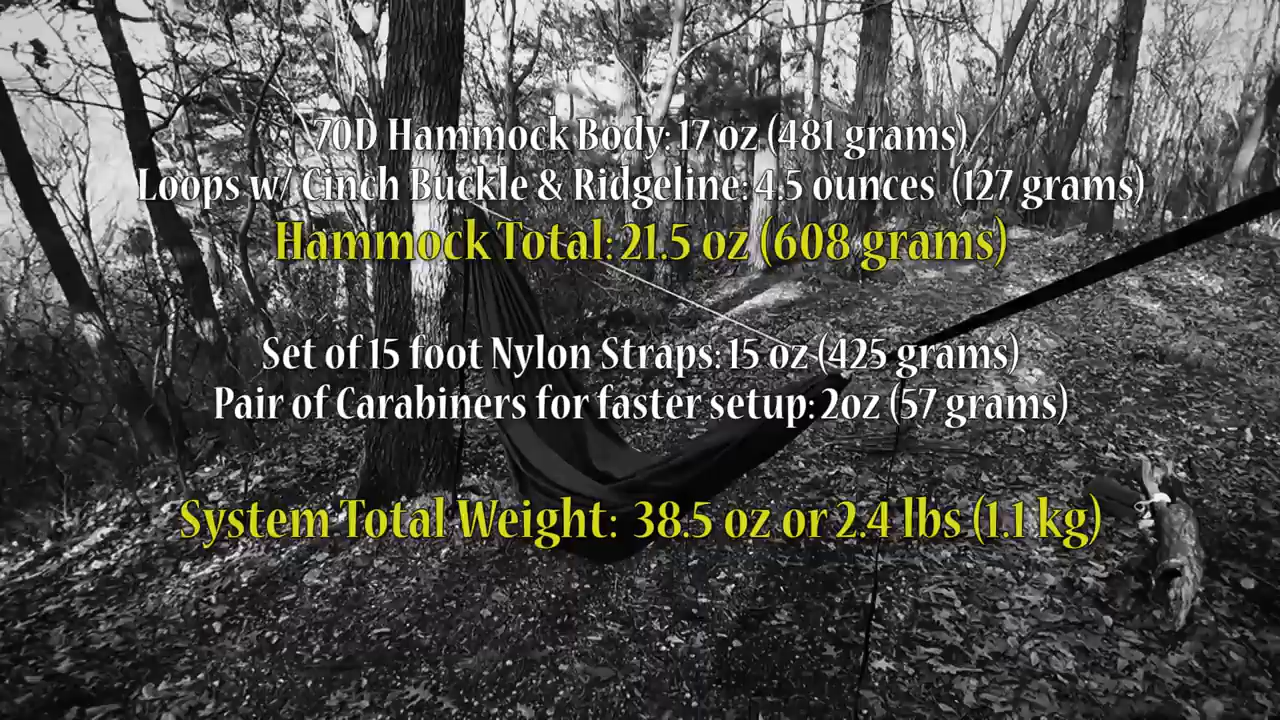 70D Hammock Body: 17 oz (481 grams)
Loops w/ Cinch Buckle & Ridgeline: 4.5 ounces (127 grams)
Hammock Total: 21.5 oz (608 grams)
Set of 15 foot Nylon Straps: 15 oz (425 grams)
Pair of Carabiners for faster setup: 2oz (57 grams)
System Total Weight: 38.5 oz or 2.4 lbs (1.1 kg)